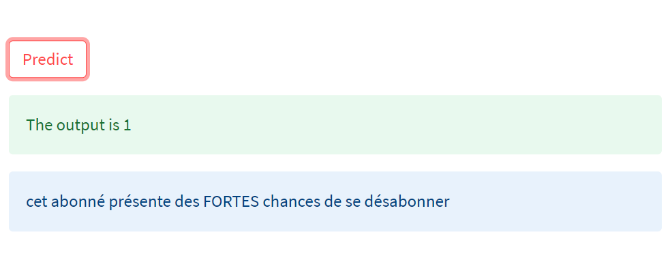 Predict
The output is 1
cet abonné présente des FORTES chances de se désabonner